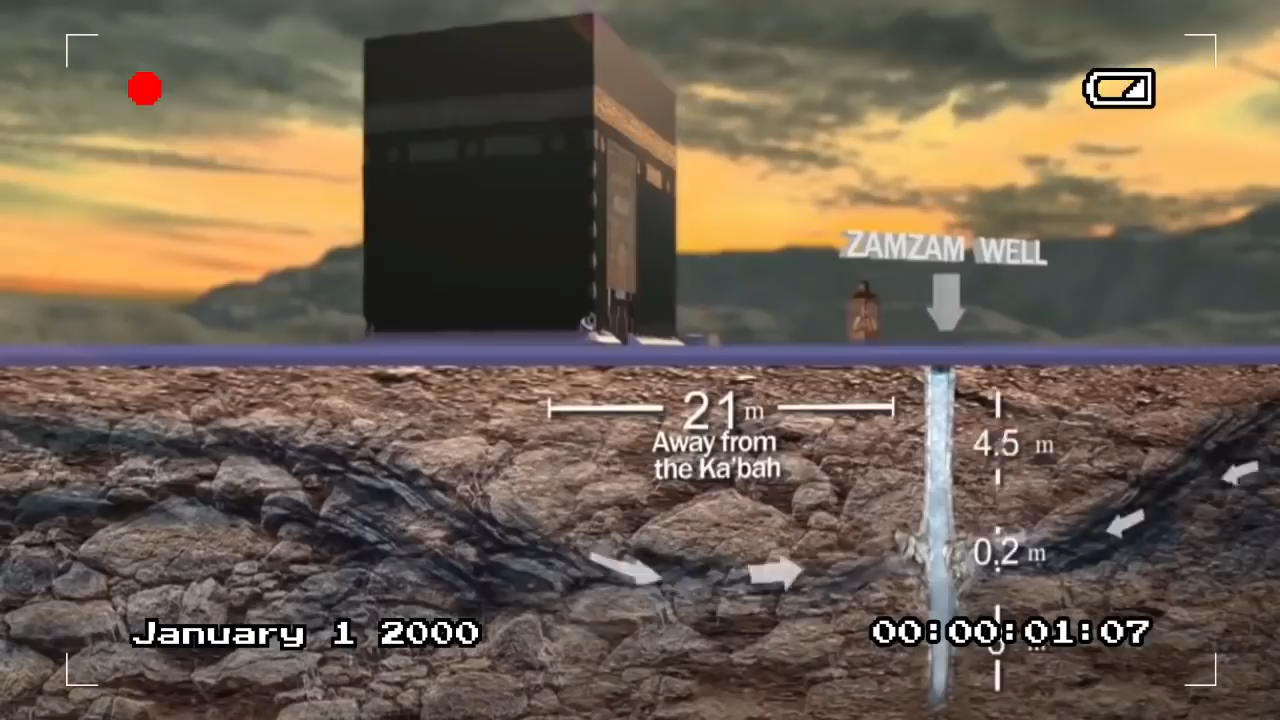 ZAMZAM WELL
21 m
Away from
the Ka'bah
4.5 m
0.2 m
January 1 2000
00:00:01:07